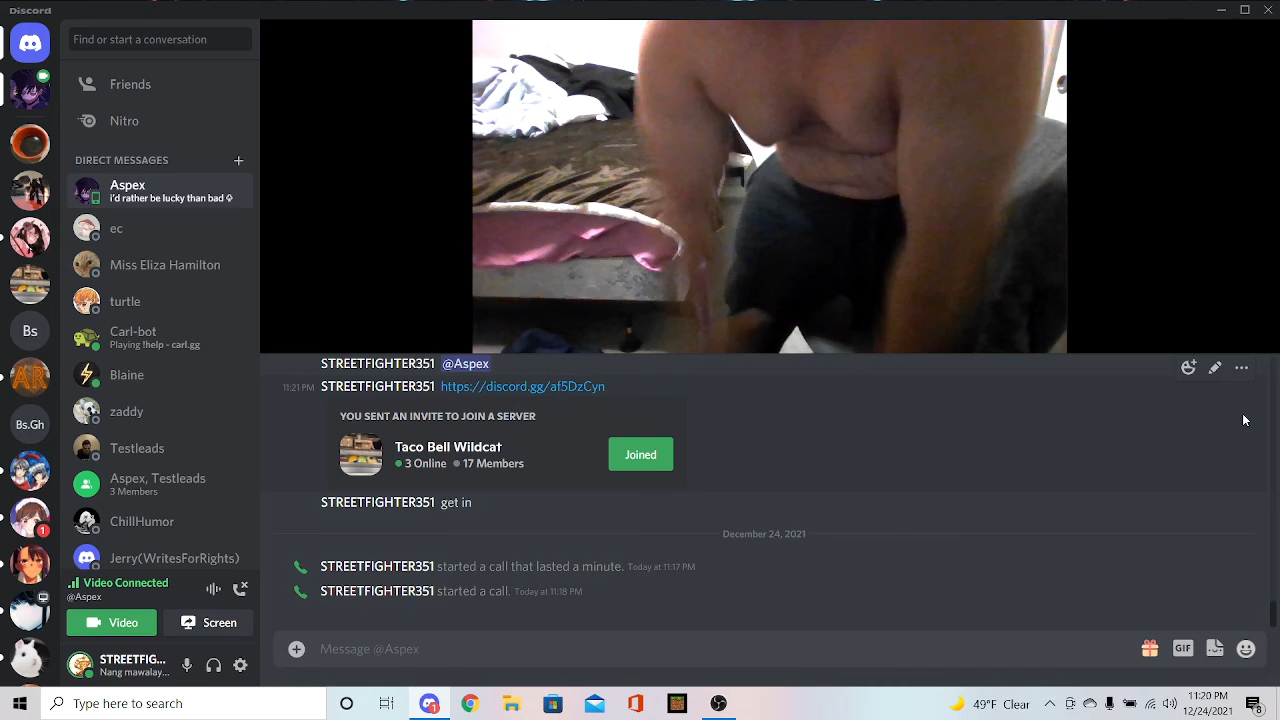 Discord
Find or start a conversation
Friends
Nitro
DIRECT MESSAGES
Aspex
i'd rather be lucky than bad
ec
Miss Eliza Hamilton
turtle
Carl-bot
Playing !help - carl.gg
Blaine
zaddy
Testleads
Aspex, Testleads
3 Members
ChillHumor
Jerry(WritesForRights)
Bs
AR
Bs.Gh
1
Video Connected
@Aspex
Video
Screen
STREETFIG...
Nang mawalay...
STREETFIGHTER351 @Aspex
11:21 PM STREETFIGHTER351 https://discord.gg/af5DzCyn
YOU SENT AN INVITE TO JOIN A SERVER
Taco Bell Wildcat
3 Online 17 Members
Joined
STREETFIGHTER351 get in
December 24, 2021
STREETFIGHTER351 started a call that lasted a minute. Today at 11:17 PM
STREETFIGHTER351 started a call. Today at 11:18 PM
Message @Aspex
GIF
Type here to search
49°F Clear
11:20 PM
12/24/2021